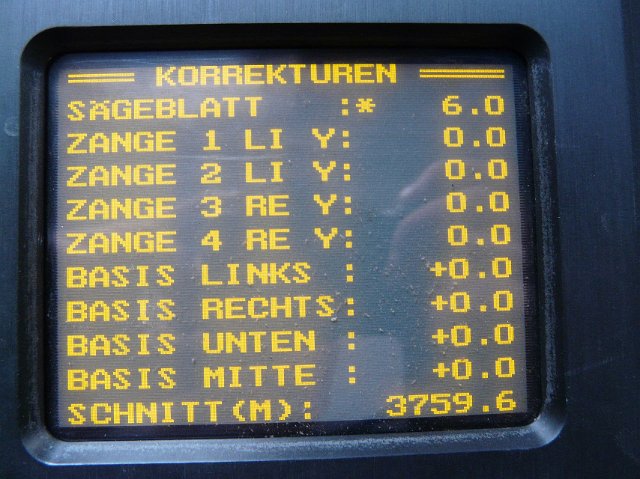 ══ KORREKTUREN ══
SÄGEBLATT :* 6.0
ZANGE 1 LI Y: 0.0
ZANGE 2 LI Y: 0.0
ZANGE 3 RE Y: 0.0
ZANGE 4 RE Y: 0.0
BASIS LINKS : +0.0
BASIS RECHTS: +0.0
BASIS UNTEN : +0.0
BASIS MITTE : +0.0
SCHNITT(M): 3759.6